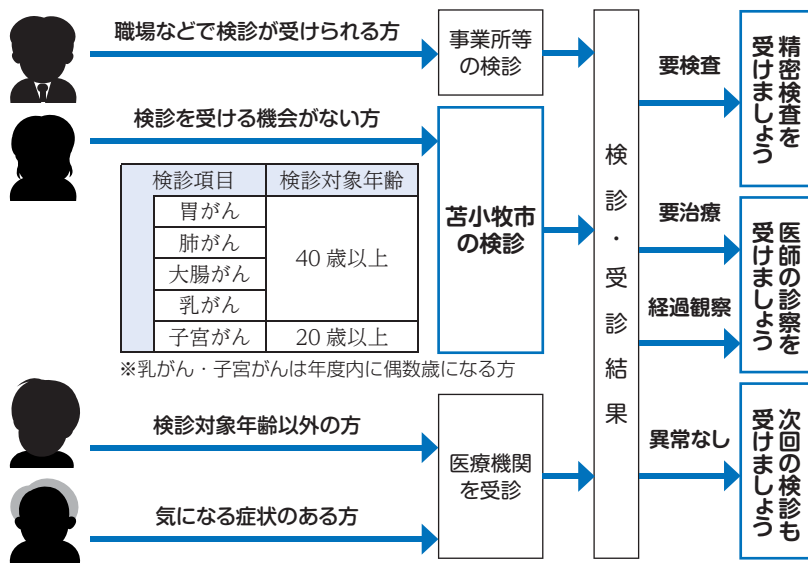 職場などで検診が受けられる方
事業所等
の検診
検診を受ける機会がない方
検診項目 検診対象年齢
胃がん
肺がん
大腸がん
乳がん
40 歳以上
子宮がん 20 歳以上
※乳がん・子宮がんは年度内に偶数歳になる方
苫小牧市
の検診
検診対象年齢以外の方
気になる症状のある方
医療機関
を受診
検診・受診結果
要検査
精密検査を
受けましょう
要治療
経過観察
医師の診察を
受けましょう
異常なし
次回の検診も
受けましょう